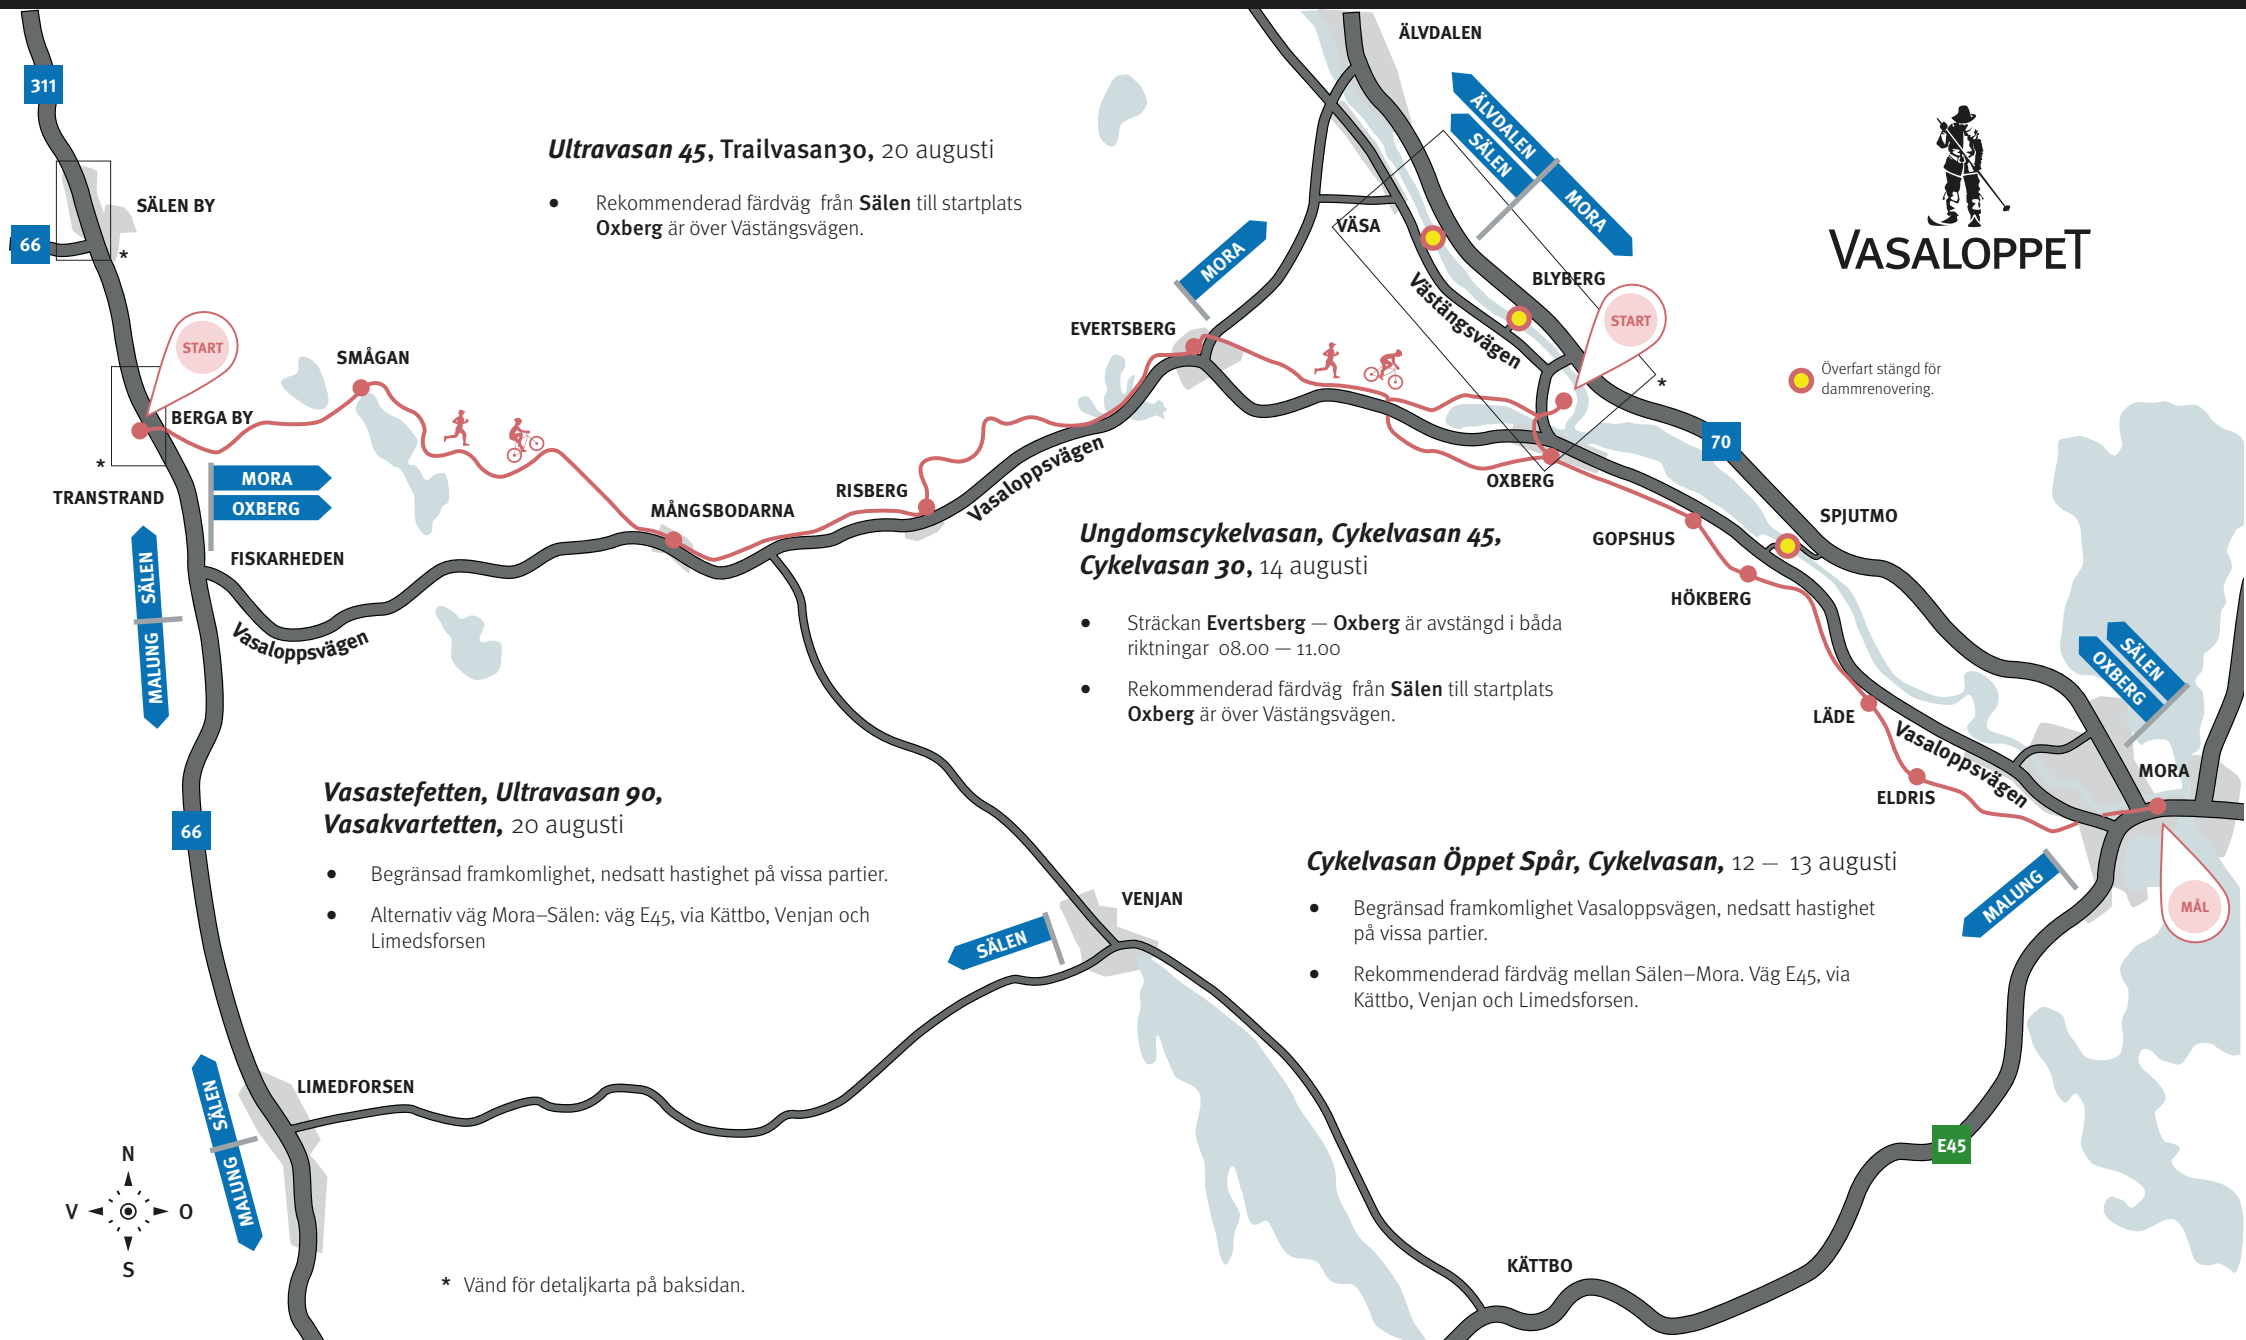 ÄLVDALEN
311
ÄLVDALEN
SÄLEN
MORA
Ultravasan 45, Trailvasan30, 20 augusti
• Rekommenderad färdväg från Sälen till startplats
Oxberg är över Västängsvägen.
SÄLEN BY
66
*
VÄSA
VASALOPPET
MORA
BLYBERG
Västängsvägen
START
EVERTSBERG
START
SMÅGAN
Överfart stängd för
dammrenovering.
*
BERGA BY
*
70
MORA
OXBERG
TRANSTRAND
RISBERG
Vasaloppsvägen
OXBERG
MÅNGSBODARNA
SPJUTMO
GOPSHUS
Ungdomscykelvasan, Cykelvasan 45,
Cykelvasan 30, 14 augusti
• Sträckan Evertsberg — Oxberg är avstängd i båda
riktningar 08.00 — 11.00
• Rekommenderad färdväg från Sälen till startplats
Oxberg är över Västängsvägen.
FISKARHEDEN
SÄLEN
MALUNG
Vasaloppsvägen
HÖKBERG
SÄLEN
OXBERG
LÄDE
Vasaloppsvägen
MORA
ELDRIS
Vasastefetten, Ultravasan 90,
Vasakvartetten, 20 augusti
• Begränsad framkomlighet, nedsatt hastighet på vissa partier.
• Alternativ väg Mora–Sälen: väg E45, via Kättbo, Venjan och
Limedsforsen
66
Cykelvasan Öppet Spår, Cykelvasan, 12 — 13 augusti
• Begränsad framkomlighet Vasaloppsvägen, nedsatt hastighet
på vissa partier.
• Rekommenderad färdväg mellan Sälen–Mora. Väg E45, via
Kättbo, Venjan och Limedsforsen.
MALUNG
MÅL
VENJAN
SÄLEN
LIMEDFORSEN
SÄLEN
MALUNG
E45
N
V
O
S
KÄTTBO
* Vänd för detaljkarta på baksidan.